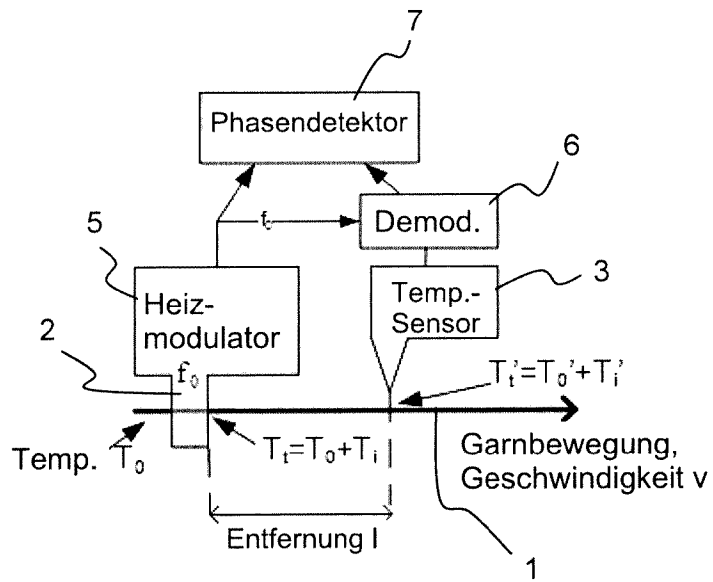 7
Phasendetektor
6
f₀
Demod.
5
3
Heiz-
modulator
Temp.-
Sensor
2
f₀
Tₜ'=T₀'+Tᵢ'
Temp. T₀
Tₜ=T₀+Tᵢ
Garnbewegung,
Geschwindigkeit v
Entfernung l
1